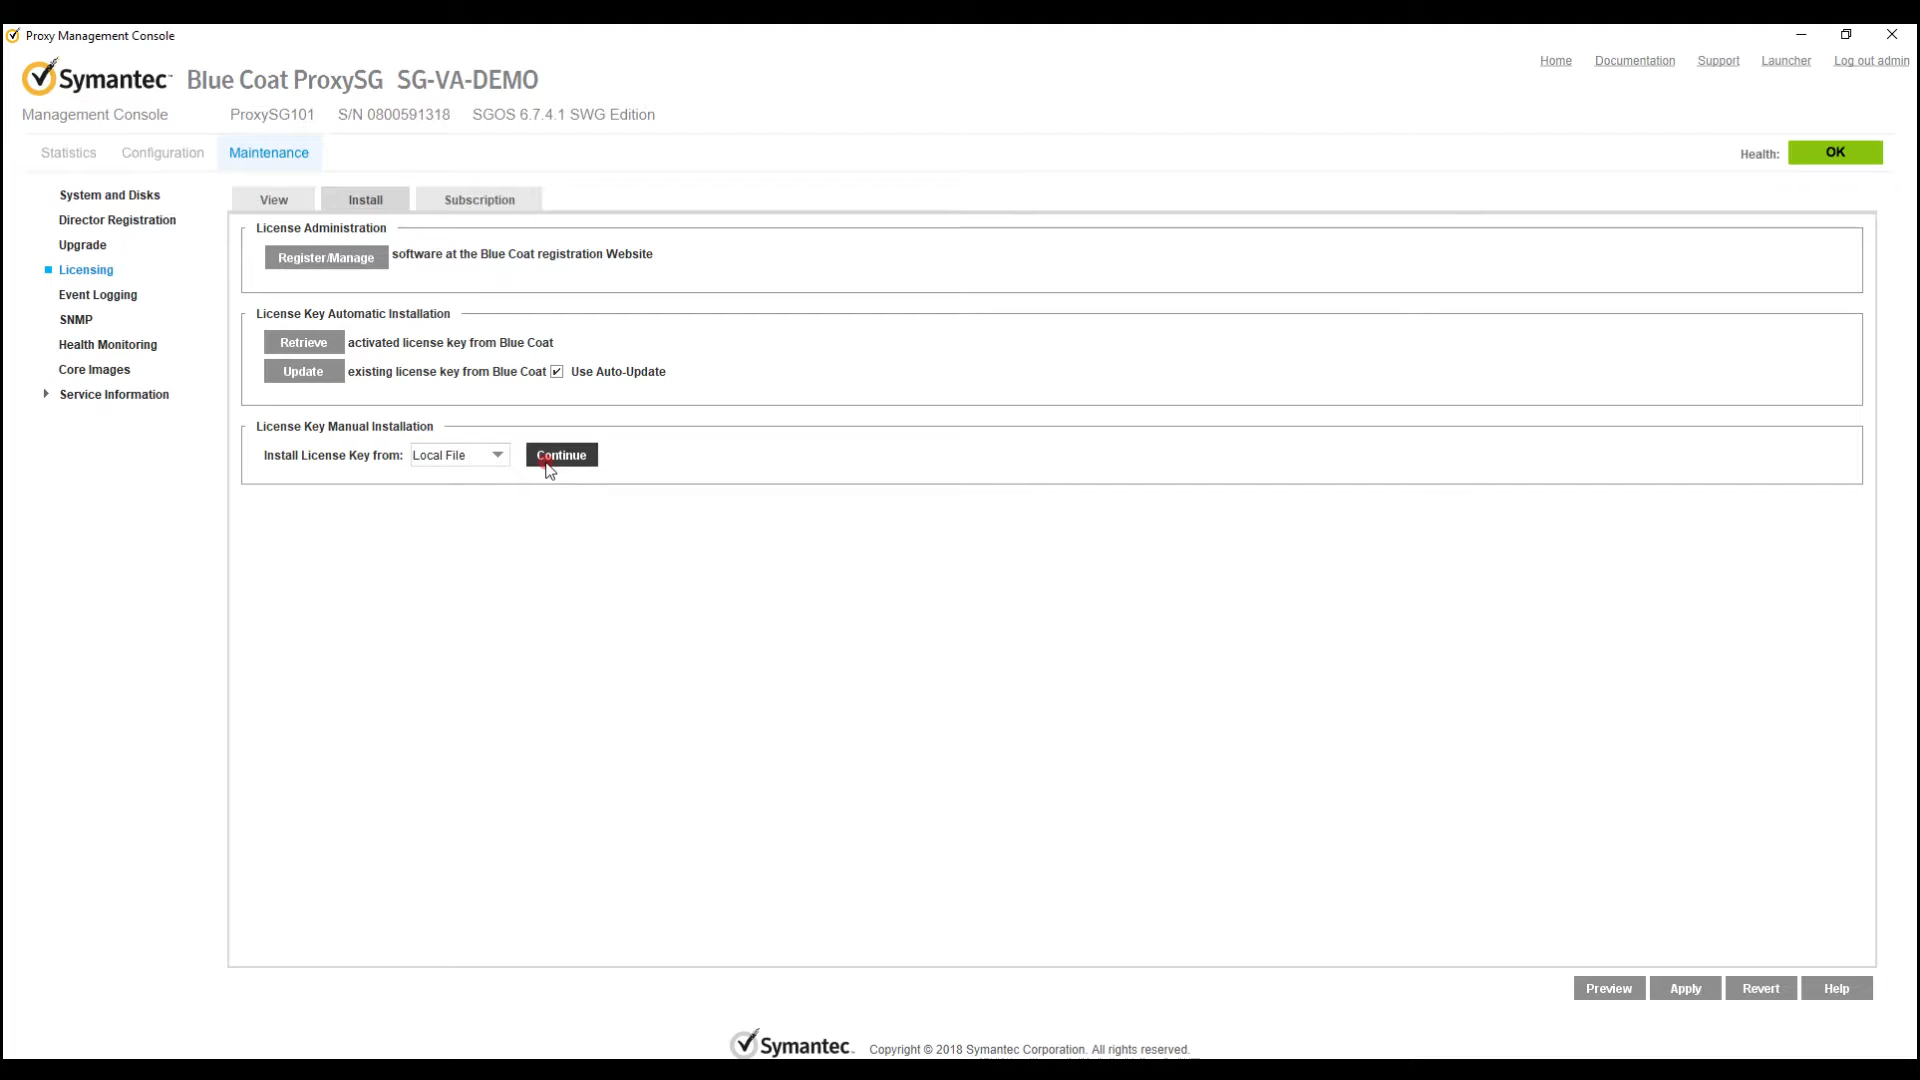 Proxy Management Console
Symantec Blue Coat ProxySG SG-VA-DEMO
Home Documentation Support Launcher Log out admin
Management Console ProxySG101 S/N 0800591318 SGOS 6.7.4.1 SWG Edition
Statistics Configuration Maintenance
Health: OK
System and Disks
Director Registration
Upgrade
Licensing
Event Logging
SNMP
Health Monitoring
Core Images
Service Information
View Install Subscription
License Administration
Register/Manage software at the Blue Coat registration Website
License Key Automatic Installation
Retrieve activated license key from Blue Coat
Update existing license key from Blue Coat Use Auto-Update
License Key Manual Installation
Install License Key from: Local File Continue
Preview Apply Revert Help
Symantec Copyright © 2018 Symantec Corporation. All rights reserved.